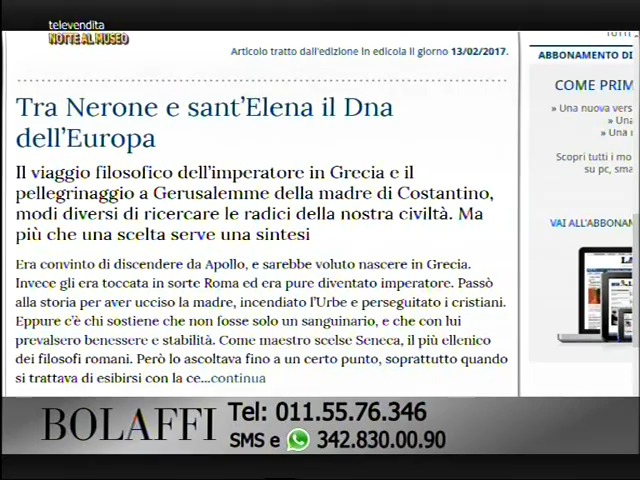 televendita
NOTTE AL MUSEO
Articolo tratto dall'edizione in edicola il giorno 13/02/2017.
Tra Nerone e sant'Elena il Dna
dell'Europa
Il viaggio filosofico dell'imperatore in Grecia e il
pellegrinaggio a Gerusalemme della madre di Costantino,
modi diversi di ricercare le radici della nostra civiltà. Ma
più che una scelta serve una sintesi
Era convinto di discendere da Apollo, e sarebbe voluto nascere in Grecia.
Invece gli era toccata in sorte Roma ed era pure diventato imperatore. Passò
alla storia per aver ucciso la madre, incendiato l'Urbe e perseguitato i cristiani.
Eppure c'è chi sostiene che non fosse solo un sanguinario, e che con lui
prevalsero benessere e stabilità. Come maestro scelse Seneca, il più ellenico
dei filosofi romani. Però lo ascoltava fino a un certo punto, soprattutto quando
si trattava di esibirsi con la ce...continua
ABBONAMENTO DI
COME PRIM
» Una nuova vers
» Una
» Una
Scopri tutti i mo
su pc, sma
VAI ALL'ABBONAM
BOLAFFI
Tel: 011.55.76.346
SMS e 342.830.00.90